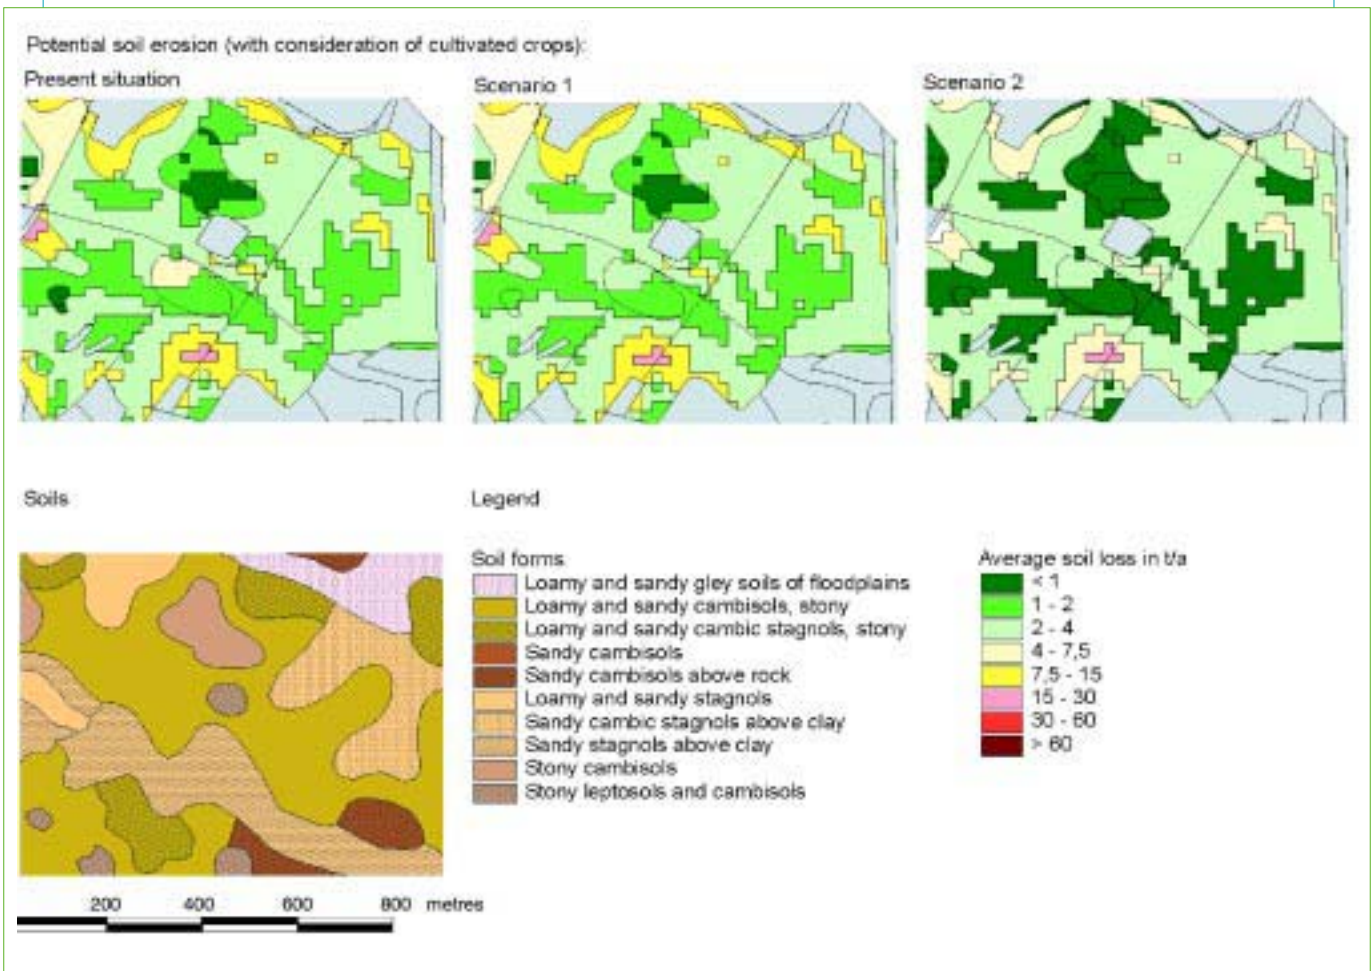 Potential soil erosion (with consideration of cultivated crops):
Present situation
Scenario 1
Scenario 2
Soils
Legend
Soil forms
Loamy and sandy gley soils of floodplains
Loamy and sandy cambisols, stony
Loamy and sandy cambic stagnols, stony
Sandy cambisols
Sandy cambisols above rock
Loamy and sandy stagnols
Sandy cambic stagnols above clay
Sandy stagnols above clay
Stony cambisols
Stony leptosols and cambisols
Average soil loss in t/a
< 1
1 - 2
2 - 4
4 - 7,5
7,5 - 15
15 - 30
30 - 60
> 60
200 400 600 800 metres